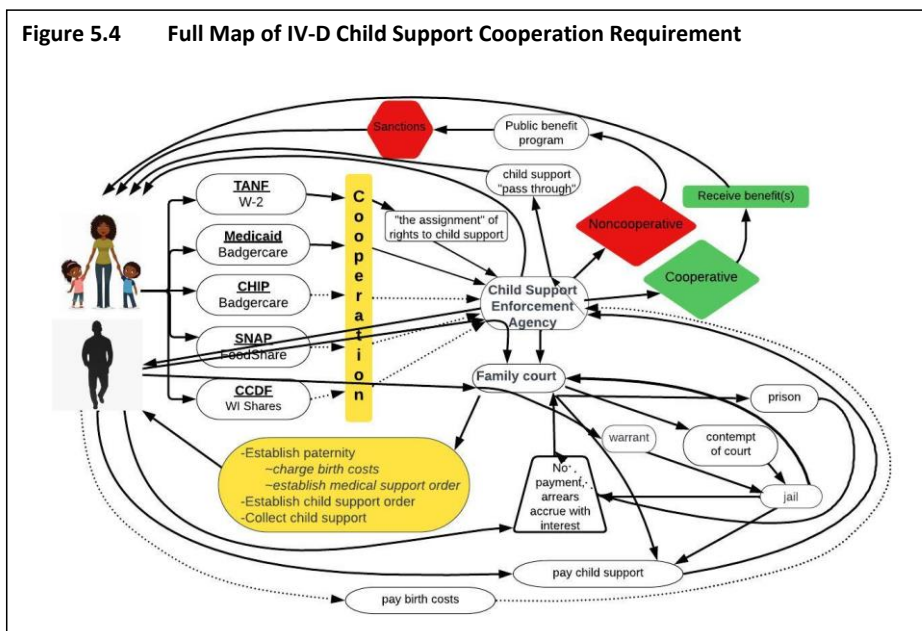 Figure 5.4 Full Map of IV-D Child Support Cooperation Requirement
Sanctions
Public benefit
program
child support
"pass through"
TANF
W-2
Medicaid
Badgercare
CHIP
Badgercare
SNAP
FoodShare
CCDF
WI Shares
C
o
o
p
e
r
a
t
i
o
n
"the assignment" of
rights to child support
Noncooperative
Receive benefit(s)
Cooperative
Child Support
Enforcement
Agency
Family court
prison
warrant
contempt
of court
jail
-Establish paternity
~charge birth costs
~establish medical support order
-Establish child support order
-Collect child support
No
payment,
arrears
accrue with
interest
pay child support
pay birth costs